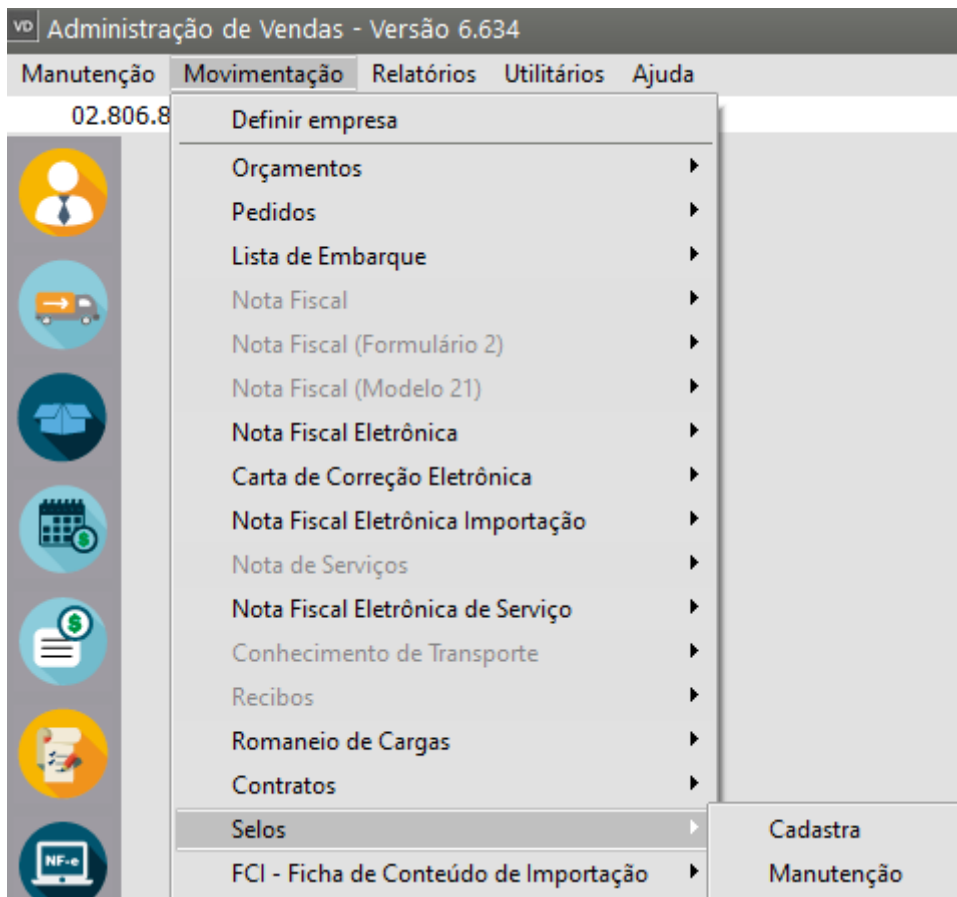 VD Administração de Vendas - Versão 6.634
Manutenção Movimentação Relatórios Utilitários Ajuda
02.806.8
Definir empresa
Orçamentos
Pedidos
Lista de Embarque
Nota Fiscal
Nota Fiscal (Formulário 2)
Nota Fiscal (Modelo 21)
Nota Fiscal Eletrônica
Carta de Correção Eletrônica
Nota Fiscal Eletrônica Importação
Nota de Serviços
Nota Fiscal Eletrônica de Serviço
Conhecimento de Transporte
Recibos
Romaneio de Cargas
Contratos
Selos
Cadastra
NF-e
FCI - Ficha de Conteúdo de Importação
Manutenção